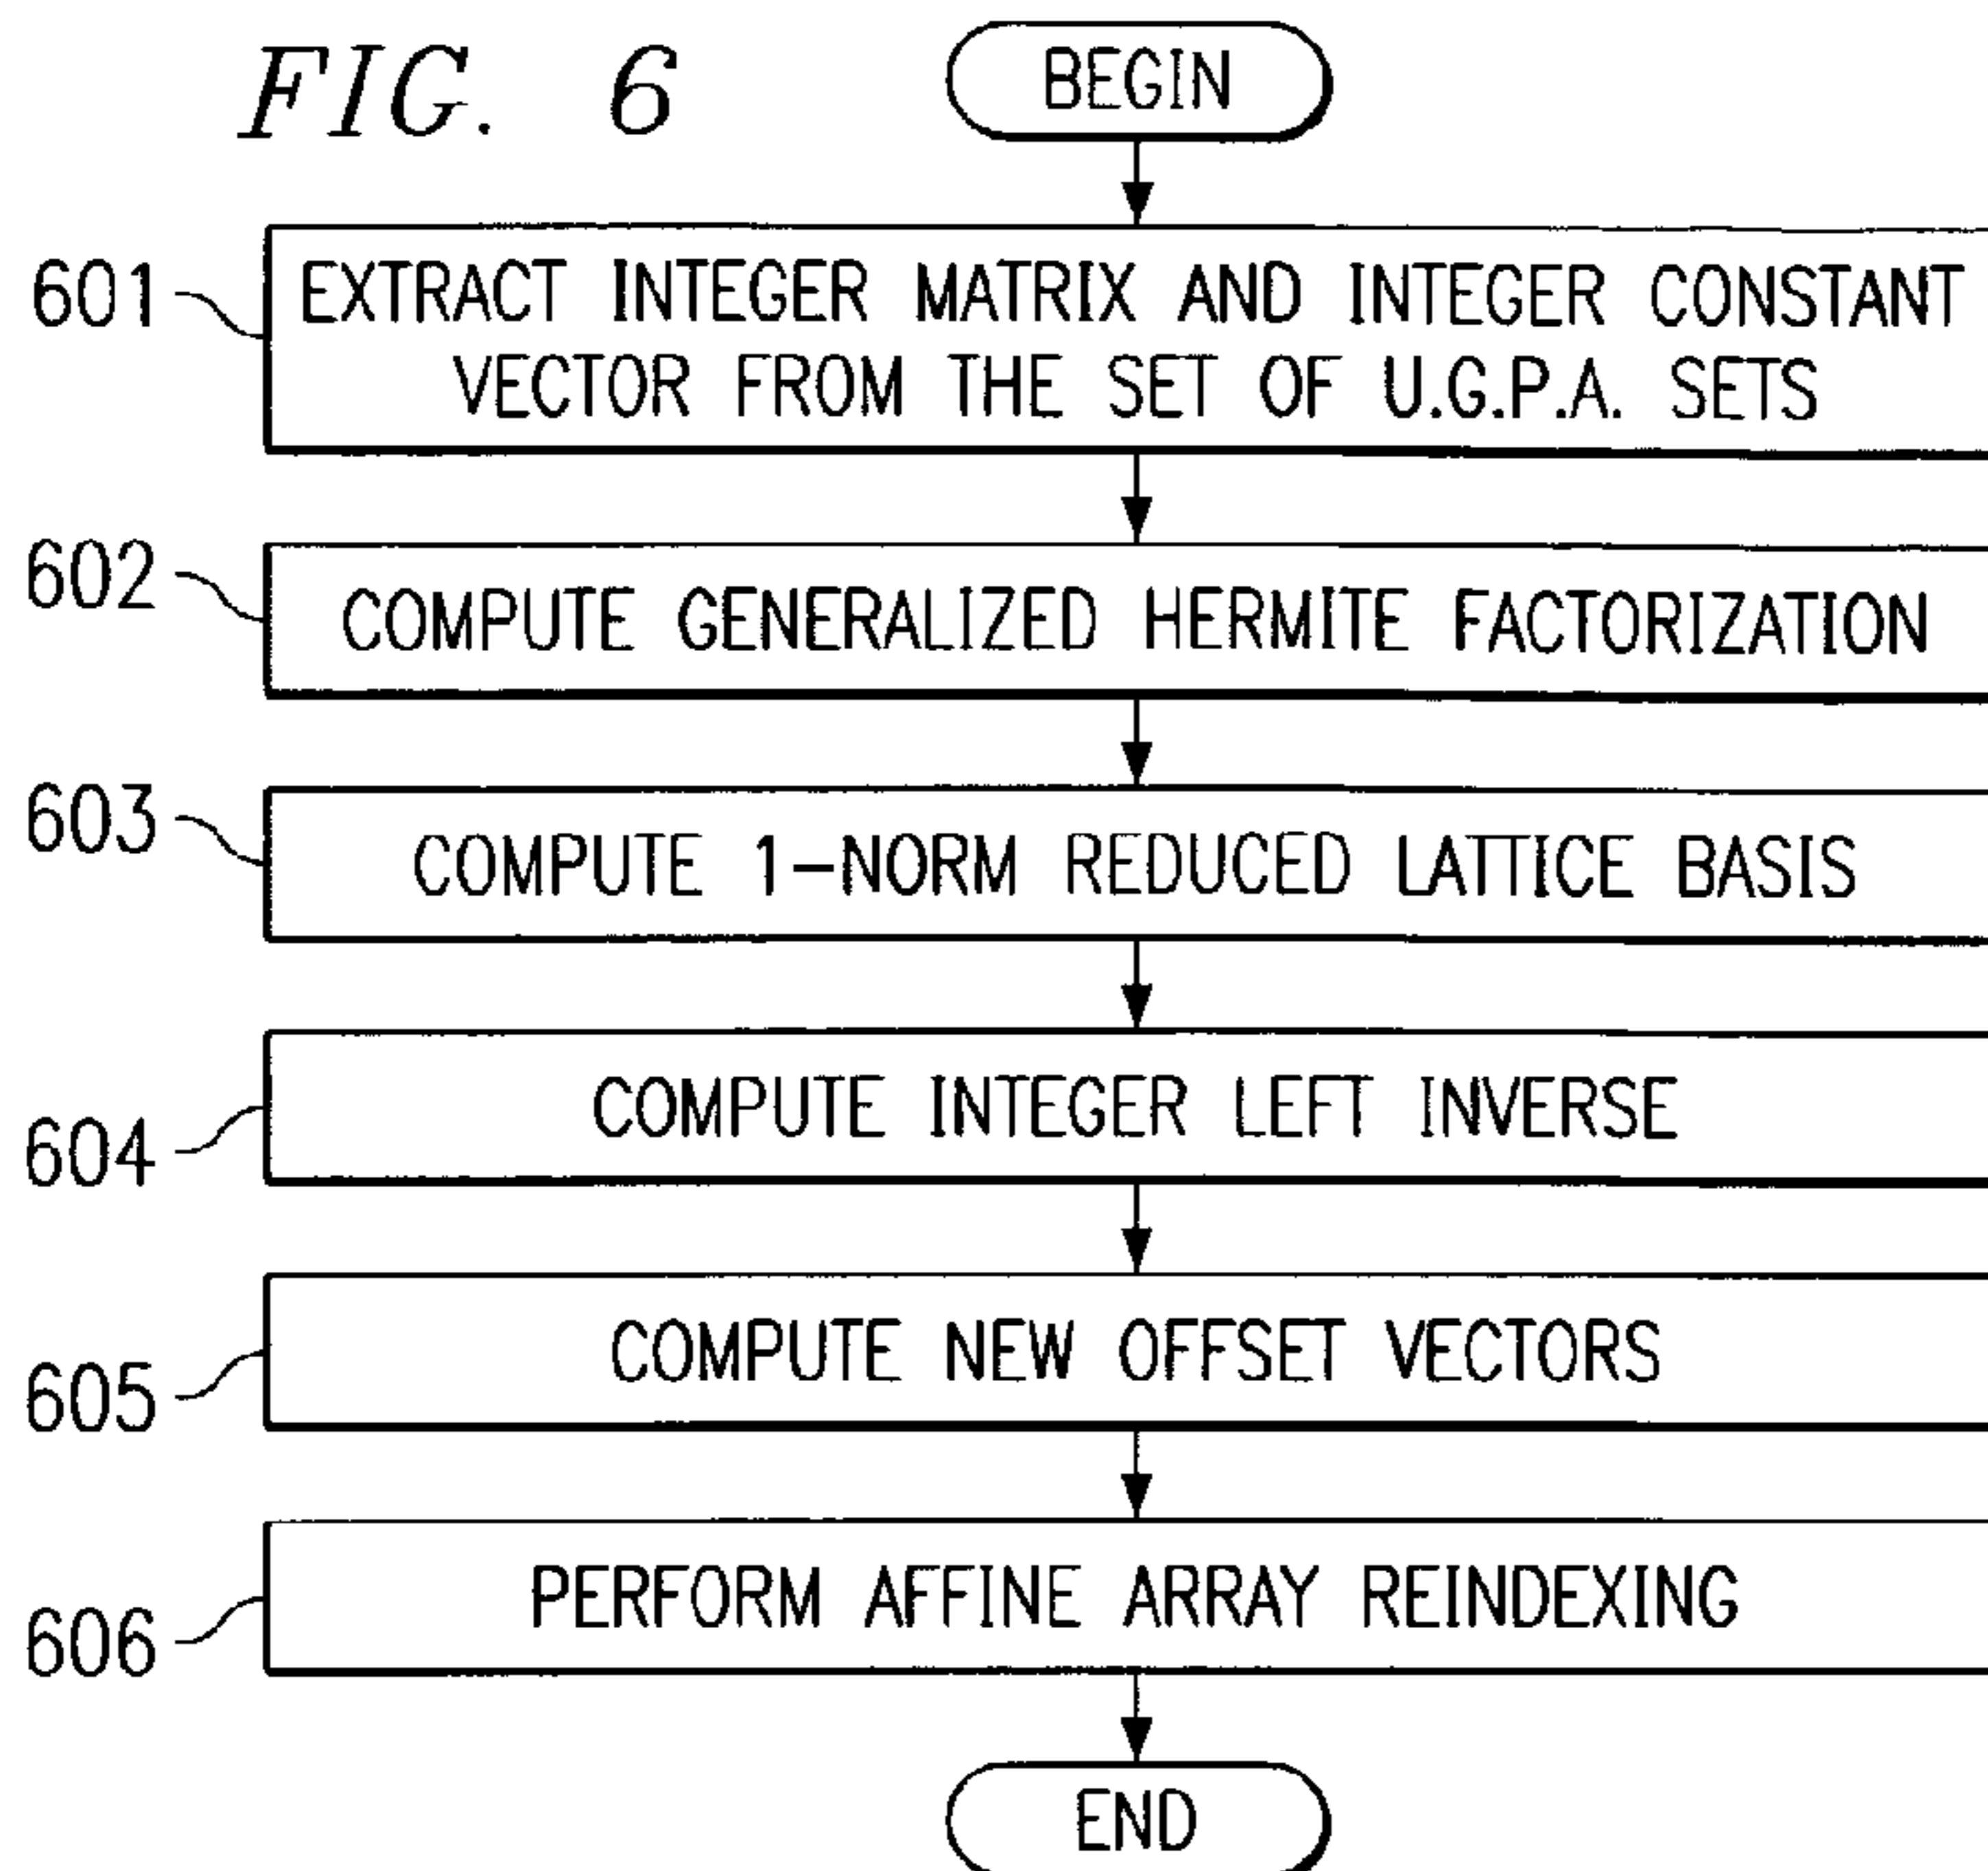 FIG. 6
BEGIN
601
EXTRACT INTEGER MATRIX AND INTEGER CONSTANT
VECTOR FROM THE SET OF U.G.P.A. SETS
602
COMPUTE GENERALIZED HERMITE FACTORIZATION
603
COMPUTE 1-NORM REDUCED LATTICE BASIS
604
COMPUTE INTEGER LEFT INVERSE
605
COMPUTE NEW OFFSET VECTORS
606
PERFORM AFFINE ARRAY REINDEXING
END